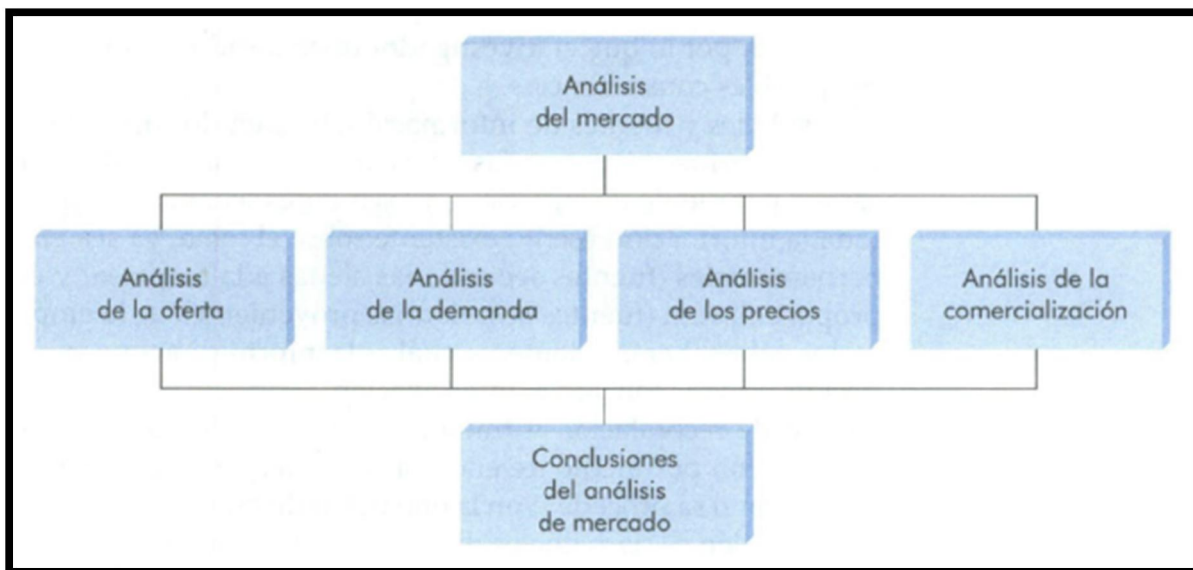 Análisis
del mercado
Análisis
de la oferta
Análisis
de la demanda
Análisis
de los precios
Análisis de la
comercialización
Conclusiones
del análisis
de mercado